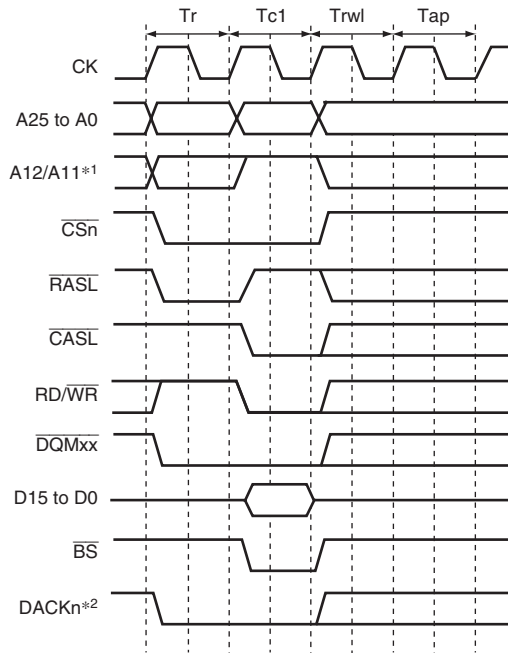 Tr Tc1 Trwl Tap
CK
A25 to A0
A12/A11*1
CSn
RASL
CASL
RD/WR
DQMxx
D15 to D0
BS
DACKn*2